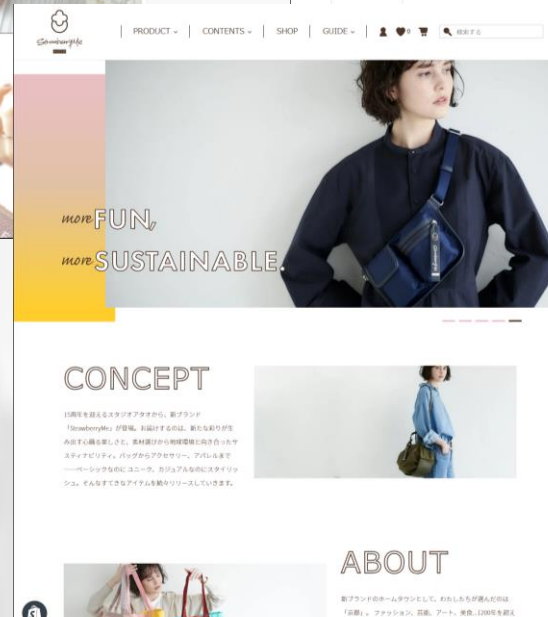 StrawberryMe
PRODUCT
CONTENTS
SHOP
GUIDE
0
検索する
more FUN,
more SUSTAINABLE.
CONCEPT
15周年を迎えるスタジオアタオから、新ブランド
「StrawberryMe」が登場。お届けするのは、新たな彩りが生
み出す心踊る楽しさと、素材選びから地球環境と向き合ったサ
スティナビリティ。バッグからアクセサリー、アパレルまで
──ベーシックなのに ユニーク、カジュアルなのにスタイリッ
シュ。そんなすてきなアイテムを続々リリースしていきます。
ABOUT
新ブランドのホームタウンとして、わたしたちが選んだのは
「京都」。ファッション、芸能、アート、美食...1200年を超え